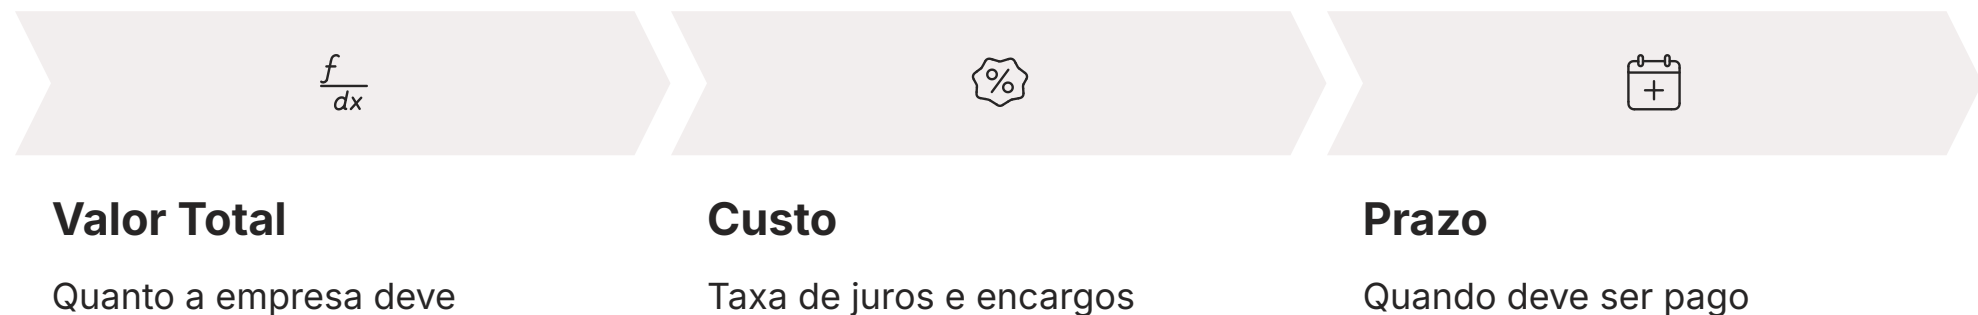 f
dx
%
Valor Total
Quanto a empresa deve
Custo
Taxa de juros e encargos
Prazo
Quando deve ser pago